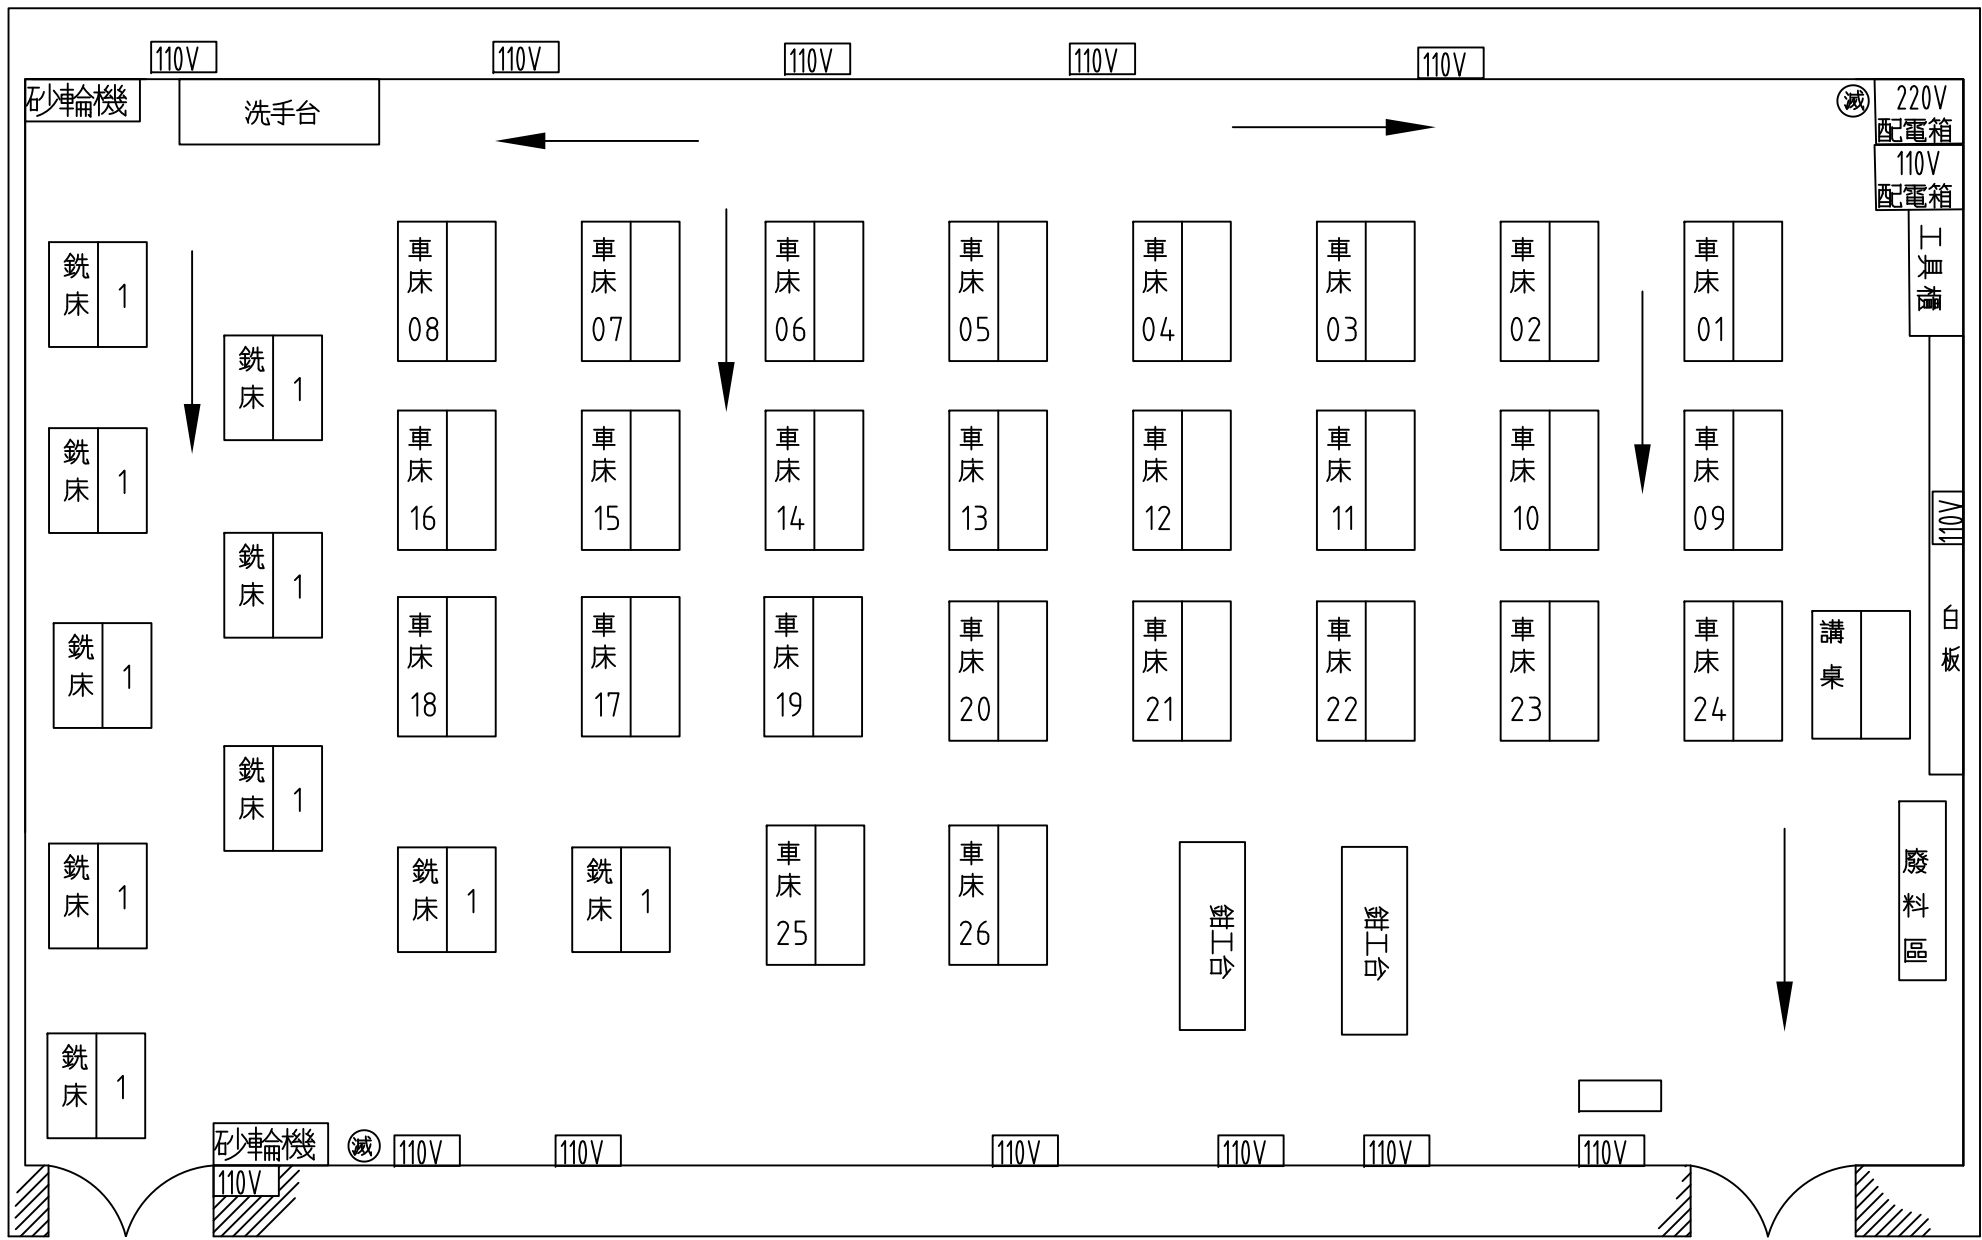 110V
110V
110V
110V
110V
砂輪機
洗手台
滅
220V
配電箱
110V
配電箱
工具櫃
車床
08
車床
07
車床
06
車床
05
車床
04
車床
03
車床
02
車床
01
銑床
1
銑床
1
車床
16
車床
15
車床
14
車床
13
車床
12
車床
11
車床
10
車床
09
銑床
1
銑床
1
110V
白板
車床
18
車床
17
車床
19
車床
20
車床
21
車床
22
車床
23
車床
24
講桌
銑床
1
銑床
1
銑床
1
銑床
1
銑床
1
車床
25
車床
26
鉗工台
鉗工台
廢料區
銑床
1
砂輪機
滅
110V
110V
110V
110V
110V
110V
110V